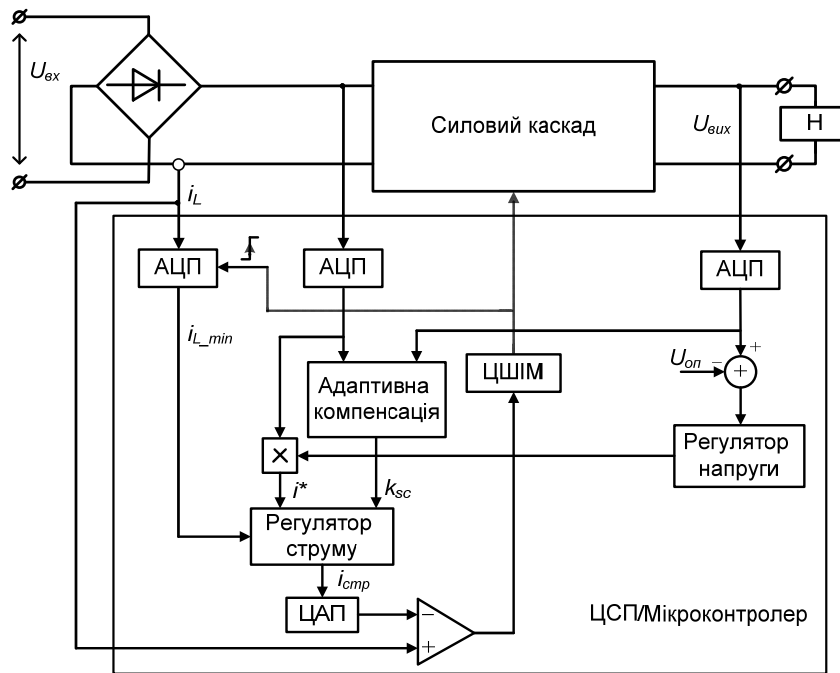 Uвх
Силовий каскад
Uвих
Н
iL
АЦП
АЦП
АЦП
iL_min
Uоп
−
+
+
Адаптивна
компенсація
ЦШІМ
Регулятор
напруги
×
i*
ksc
Регулятор
струму
iстр
ЦАП
−
+
ЦСП/Мікроконтролер